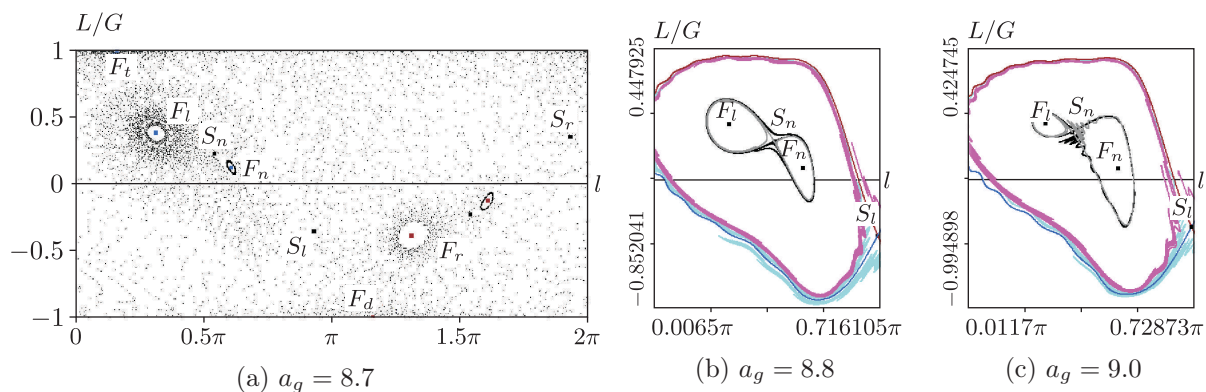 L/G
1
0.5
0
−0.5
−1
F_t
F_l
S_n
F_n
S_r
l
S_l
F_r
F_d
0
0.5π
π
1.5π
2π
(a) a_g = 8.7
L/G
0.447925
−0.852041
F_l
S_n
F_n
S_l
0.0065π
0.716105π
(b) a_g = 8.8
L/G
0.424745
−0.994898
F_l
S_n
F_n
l
S_l
0.0117π
0.72873π
(c) a_g = 9.0